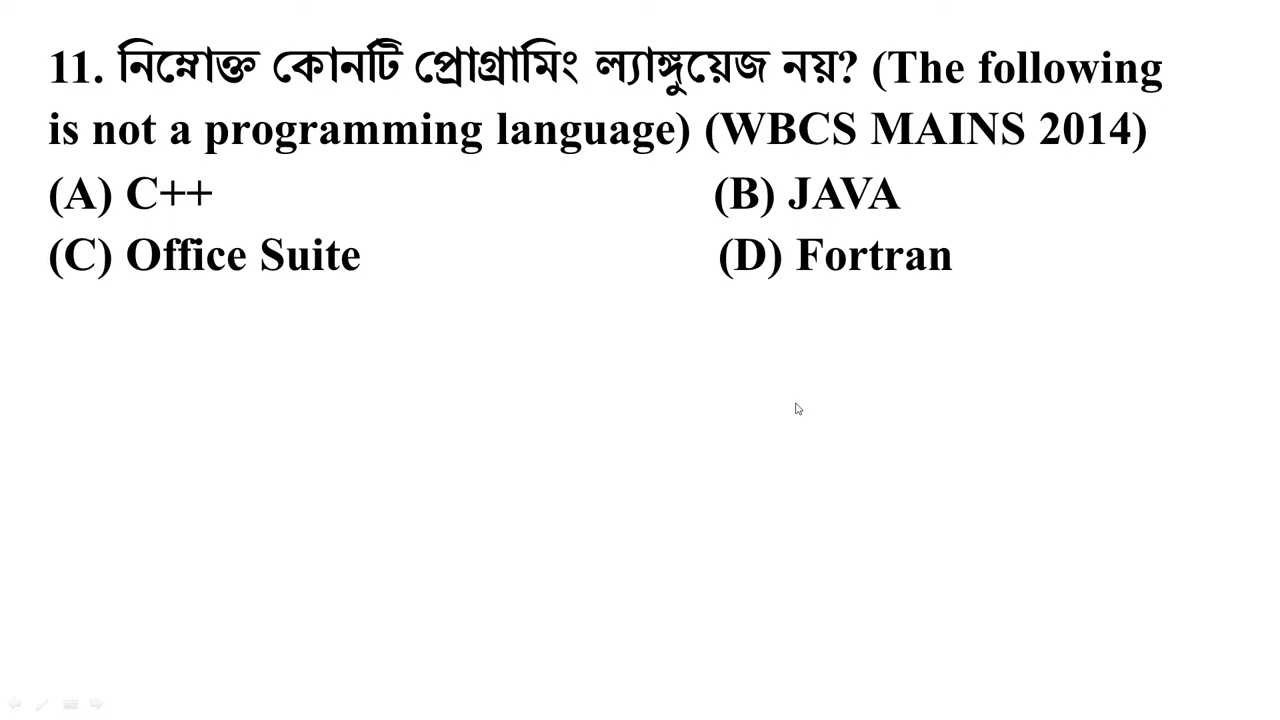 11. নিম্নোক্ত কোনটি প্রোগ্রামিং ল্যাঙ্গুয়েজ নয়? (The following
is not a programming language) (WBCS MAINS 2014)
(A) C++ (B) JAVA
(C) Office Suite (D) Fortran